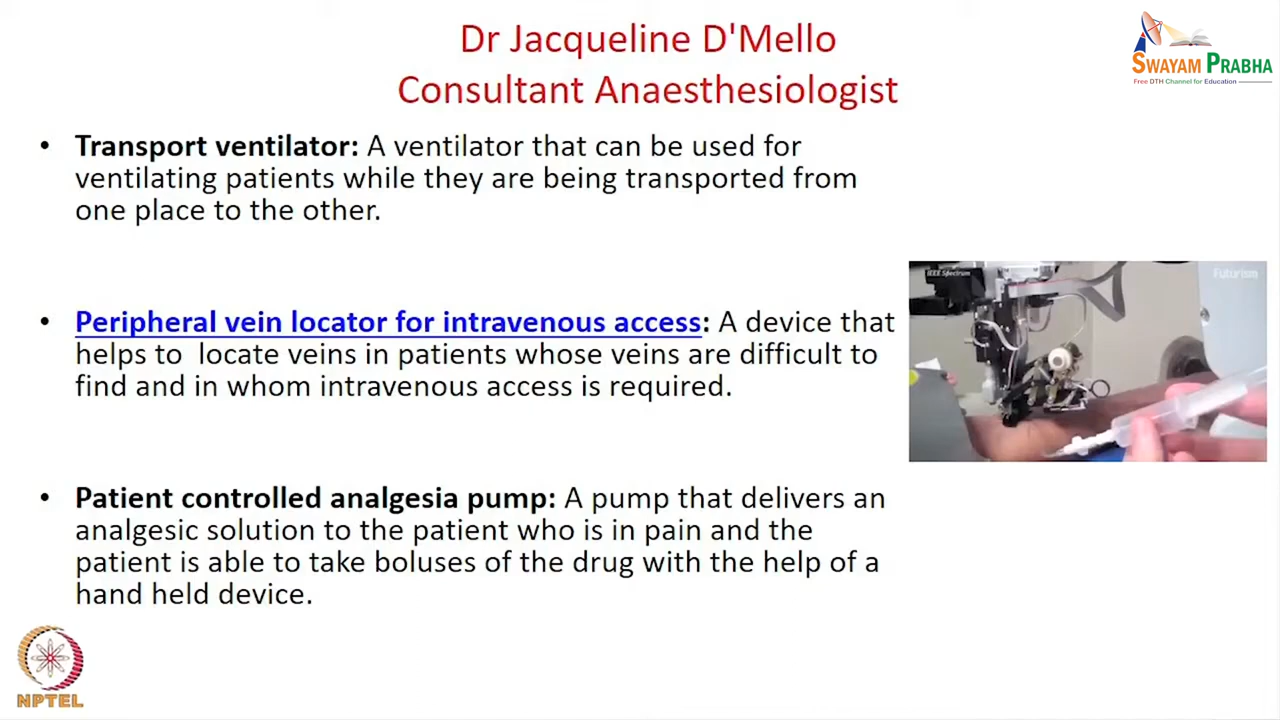 Dr Jacqueline D'Mello
Consultant Anaesthesiologist
SWAYAM PRABHA
Free DTH Channel for Education
• Transport ventilator: A ventilator that can be used for
ventilating patients while they are being transported from
one place to the other.
• Peripheral vein locator for intravenous access: A device that
helps to locate veins in patients whose veins are difficult to
find and in whom intravenous access is required.
IEEE Spectrum
Futurism
• Patient controlled analgesia pump: A pump that delivers an
analgesic solution to the patient who is in pain and the
patient is able to take boluses of the drug with the help of a
hand held device.
NPTEL